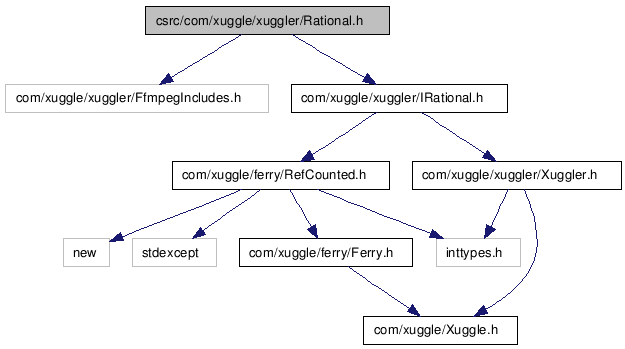 csrc/com/xuggle/xuggler/Rational.h
com/xuggle/xuggler/FfmpegIncludes.h
com/xuggle/xuggler/IRational.h
com/xuggle/ferry/RefCounted.h
com/xuggle/xuggler/Xuggler.h
new
stdexcept
com/xuggle/ferry/Ferry.h
inttypes.h
com/xuggle/Xuggle.h